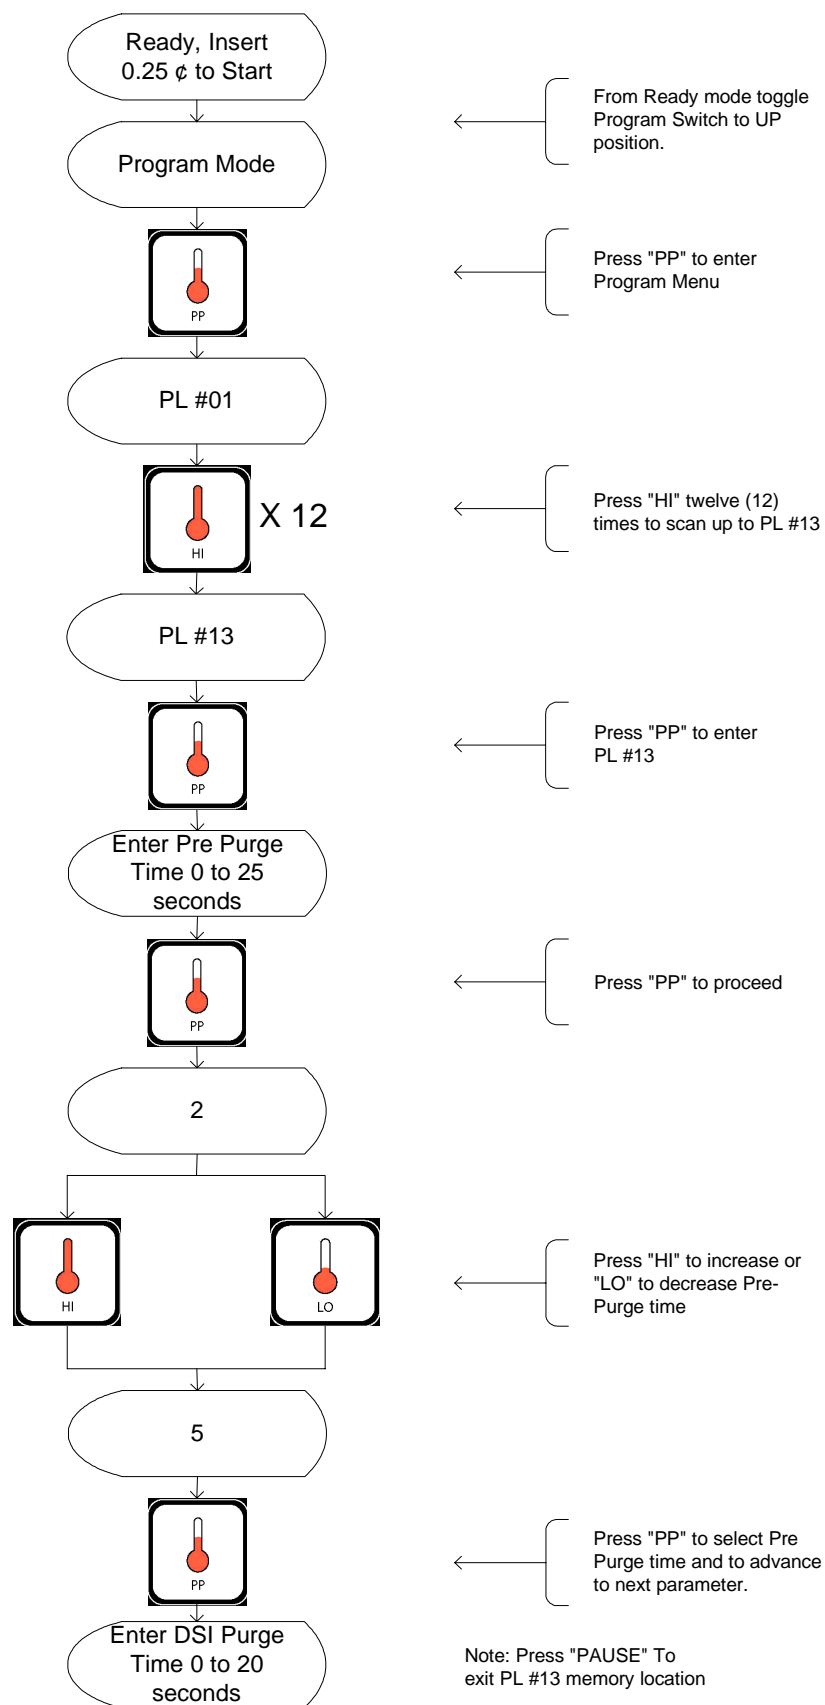 Ready, Insert
0.25 ¢ to Start
From Ready mode toggle
Program Switch to UP
position.
Program Mode
PP
Press "PP" to enter
Program Menu
PL #01
HI
X 12
Press "HI" twelve (12)
times to scan up to PL #13
PL #13
PP
Press "PP" to enter
PL #13
Enter Pre Purge
Time 0 to 25
seconds
PP
Press "PP" to proceed
2
HI
LO
Press "HI" to increase or
"LO" to decrease Pre-
Purge time
5
PP
Press "PP" to select Pre
Purge time and to advance
to next parameter.
Enter DSI Purge
Time 0 to 20
seconds
Note: Press "PAUSE" To
exit PL #13 memory location